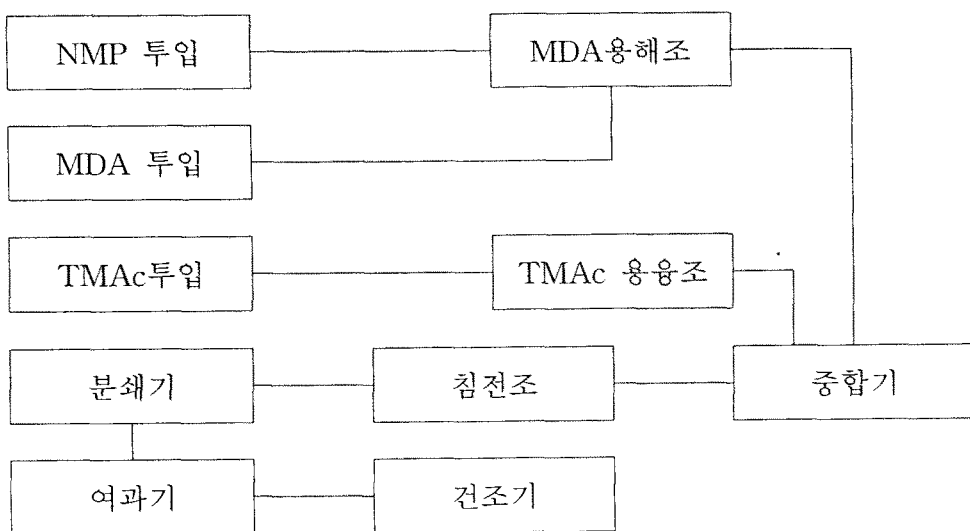 NMP 투입
MDA용해조
MDA 투입
TMAc투입
TMAc 용융조
분쇄기
침전조
중합기
여과기
건조기